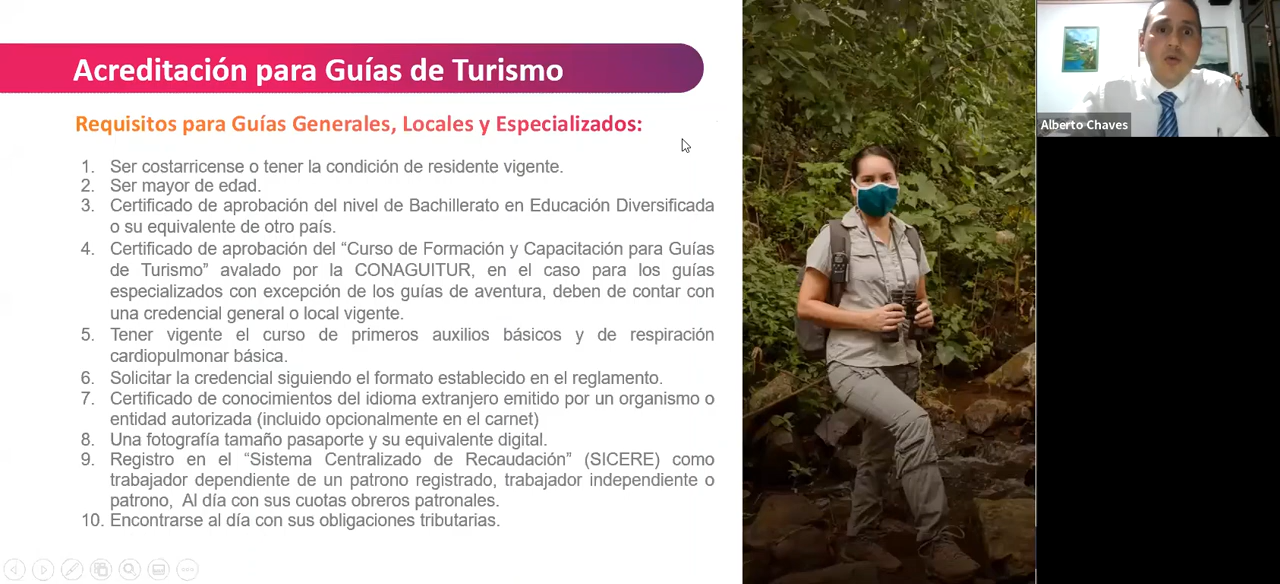 Acreditación para Guías de Turismo
Requisitos para Guías Generales, Locales y Especializados:
1. Ser costarricense o tener la condición de residente vigente.
2. Ser mayor de edad.
3. Certificado de aprobación del nivel de Bachillerato en Educación Diversificada
o su equivalente de otro país.
4. Certificado de aprobación del “Curso de Formación y Capacitación para Guías
de Turismo” avalado por la CONAGUITUR, en el caso para los guías
especializados con excepción de los guías de aventura, deben de contar con
una credencial general o local vigente.
5. Tener vigente el curso de primeros auxilios básicos y de respiración
cardiopulmonar básica.
6. Solicitar la credencial siguiendo el formato establecido en el reglamento.
7. Certificado de conocimientos del idioma extranjero emitido por un organismo o
entidad autorizada (incluido opcionalmente en el carnet)
8. Una fotografía tamaño pasaporte y su equivalente digital.
9. Registro en el “Sistema Centralizado de Recaudación” (SICERE) como
trabajador dependiente de un patrono registrado, trabajador independiente o
patrono, Al día con sus cuotas obreros patronales.
10. Encontrarse al día con sus obligaciones tributarias.
Alberto Chaves